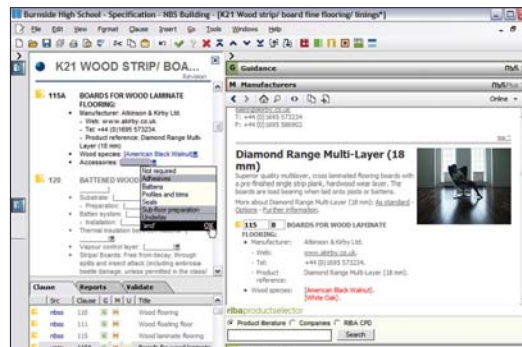 Burnside High School - Specification - NBS Building - [K21 Wood strip/ board fine flooring/ linings*]
File Edit View Format Clause Insert Go Tools Windows Help
K21 WOOD STRIP/ BOA...
Revision
115A BOARDS FOR WOOD LAMINATE FLOORING:
Manufacturer: Atkinson & Kirby Ltd.
- Web: www.akirby.co.uk.
- Tel: +44 (0)1695 573234.
- Product reference: Diamond Range Multi-Layer (18 mm)
Wood species: [American Black Walnut]
Accessories:
Not required
Adhesives
Battens
Profiles and trims
Seals
Sub-floor preparation
Underlay
'and'
OK
120 BATTENED WOOD
Substrate:
- Preparation:
Batten system:
- Installation:
Thermal insulation
Vapour control layer:
Strips/ Boards: Free from decay, through splits and insect attack (including ambrosia beetle damage, unless permitted in the class/
Clause Reports Validate
Src Clause G M U Title
nbs 110 G M Wood flooring
nbs 111 G M Wood floating floor
nbs 115 G M Wood laminate flooring
G Guidance
M Manufacturers
Online
T: +44 (0)1695 573234
F: +44 (0)1695 586902
top
Diamond Range Multi-Layer (18 mm)
Superior quality multilayer, cross laminated flooring boards with a pre finished single strip plank, hardwood wear layer. The boards are load bearing when laid onto posts or battens.
More about Diamond Range Multi-Layer (18 mm): As standard - Options - Further information.
115 B BOARDS FOR WOOD LAMINATE FLOORING:
Manufacturer: Atkinson & Kirby Ltd.
- Web: www.akirby.co.uk.
- Tel: +44 (0)1695 573234.
- Product reference: Diamond Range Multi-Layer (18 mm).
Wood species: [American Black Walnut].
[White Oak].
ribaproductselector
Product literature Companies RIBA CPD
Search